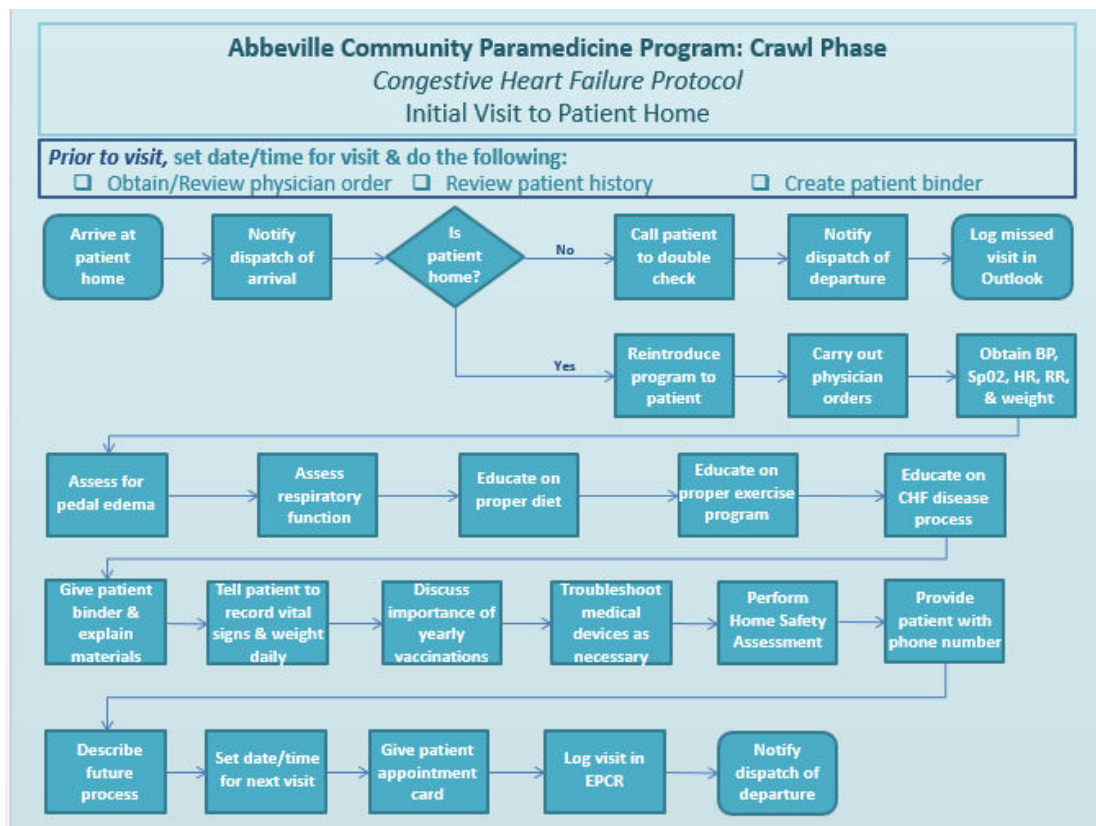 Abbeville Community Paramedicine Program: Crawl Phase
Congestive Heart Failure Protocol
Initial Visit to Patient Home
Prior to visit, set date/time for visit & do the following:
❑ Obtain/Review physician order ❑ Review patient history ❑ Create patient binder
Arrive at
patient
home
Notify
dispatch of
arrival
Is
patient
home?
No
Call patient
to double
check
Notify
dispatch of
departure
Log missed
visit in
Outlook
Yes
Reintroduce
program to
patient
Carry out
physician
orders
Obtain BP,
Sp02, HR, RR,
& weight
Assess for
pedal edema
Assess
respiratory
function
Educate on
proper diet
Educate on
proper exercise
program
Educate on
CHF disease
process
Give patient
binder &
explain
materials
Tell patient to
record vital
signs & weight
daily
Discuss
importance of
yearly
vaccinations
Troubleshoot
medical
devices as
necessary
Perform
Home Safety
Assessment
Provide
patient with
phone number
Describe
future
process
Set date/time
for next visit
Give patient
appointment
card
Log visit in
EPCR
Notify
dispatch of
departure